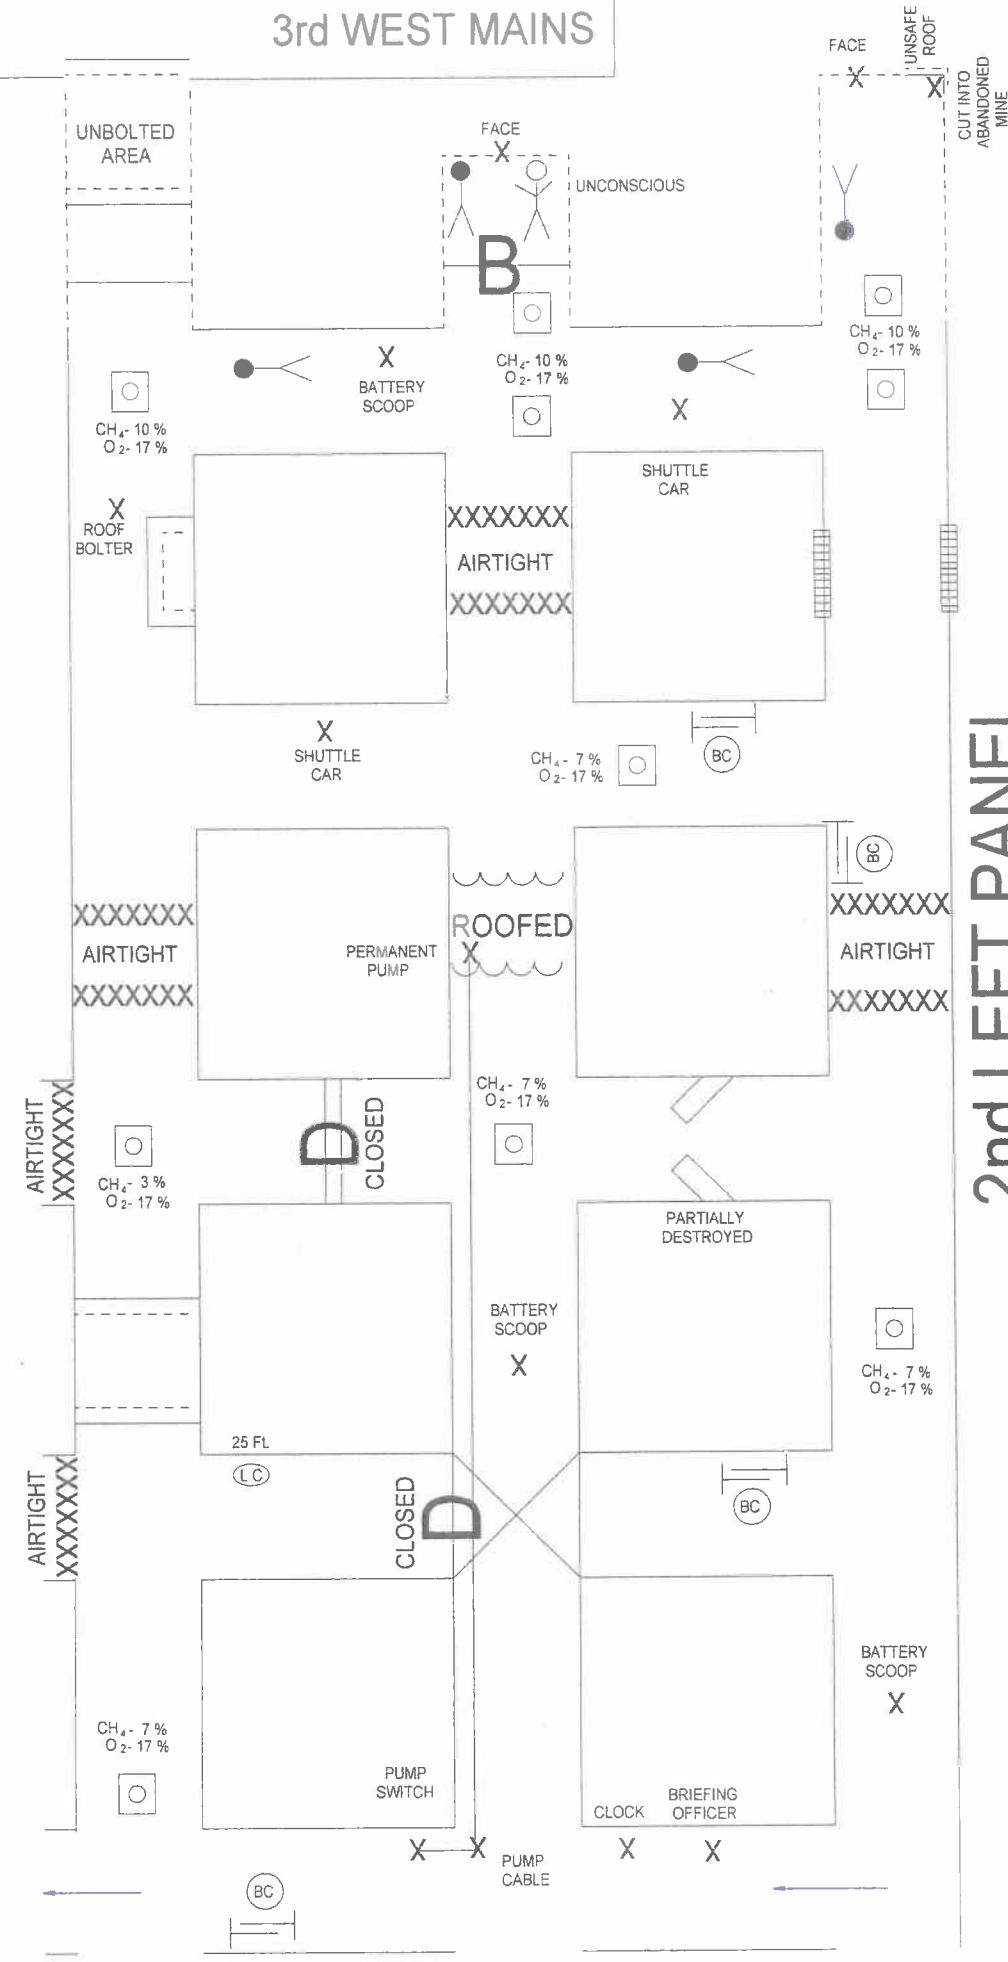 3rd WEST MAINS
FACE
UNSAFE
ROOF
CUT INTO
ABANDONED
MINE
UNBOLTED
AREA
FACE
X
X
X
UNCONSCIOUS
B
CH₄- 10 %
O₂- 17 %
X
BATTERY
SCOOP
CH₄- 10 %
O₂- 17 %
X
CH₄- 10 %
O₂- 17 %
SHUTTLE
CAR
X
ROOF
BOLTER
XXXXXXX
AIRTIGHT
XXXXXXX
X
SHUTTLE
CAR
CH₄- 7 %
O₂- 17 %
BC
2nd LEFT PANEL
BC
XXXXXXX
AIRTIGHT
XXXXXXX
ROOFED
PERMANENT
PUMP
X
XXXXXXX
AIRTIGHT
XXXXXXX
AIRTIGHT
XXXXXXX
CH₄- 3 %
O₂- 17 %
D
CLOSED
CH₄- 7 %
O₂- 17 %
PARTIALLY
DESTROYED
BATTERY
SCOOP
X
CH₄- 7 %
O₂- 17 %
25 Ft.
LC
AIRTIGHT
XXXXXXX
CLOSED
D
BC
BATTERY
SCOOP
X
CH₄- 7 %
O₂- 17 %
PUMP
SWITCH
X
X
PUMP
CABLE
CLOCK
X
BRIEFING
OFFICER
X
BC